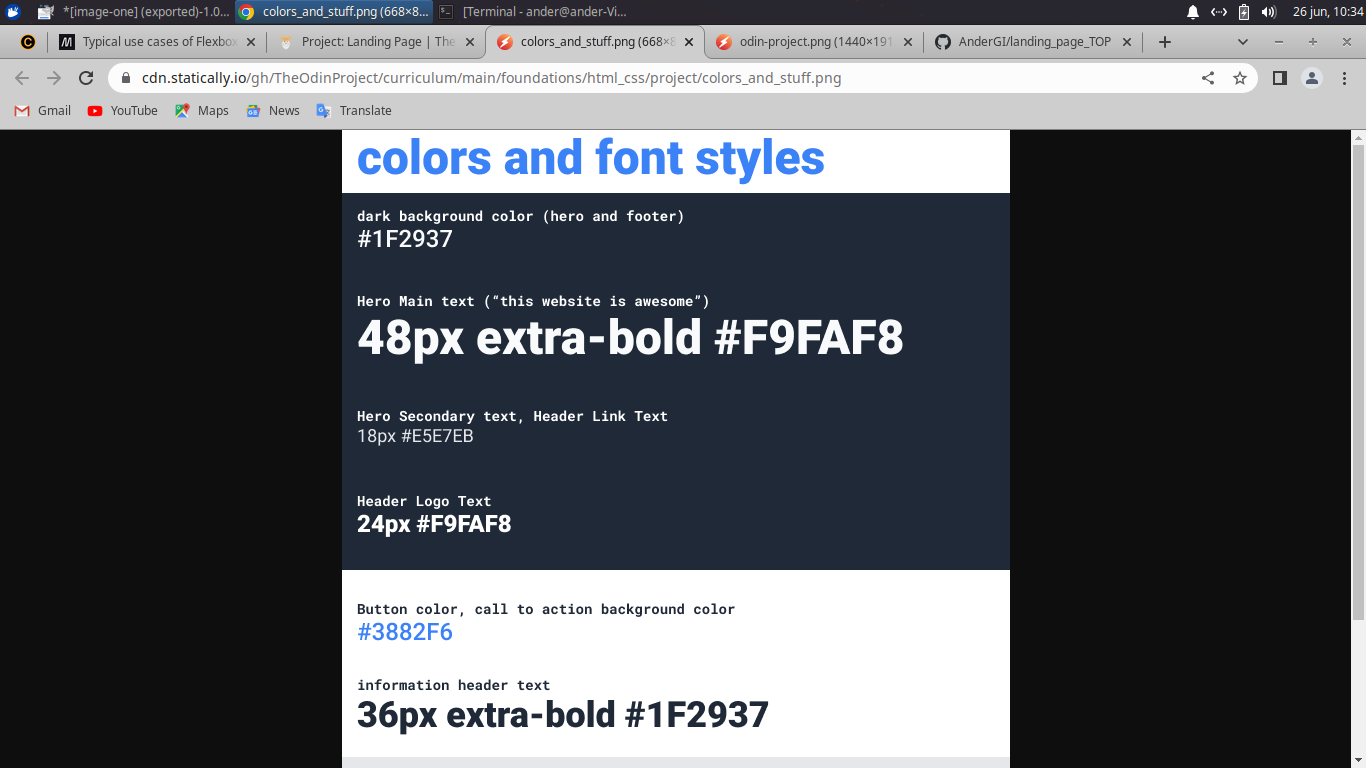 *[image-one] (exported)-1.0...
colors_and_stuff.png (668×8...
[Terminal - ander@ander-Vi...
26 jun, 10:34
Typical use cases of Flexbox
Project: Landing Page | The
colors_and_stuff.png (668×8
odin-project.png (1440×191
AnderGI/landing_page_TOP
cdn.statically.io/gh/TheOdinProject/curriculum/main/foundations/html_css/project/colors_and_stuff.png
Gmail
YouTube
Maps
News
Translate
colors and font styles
dark background color (hero and footer)
#1F2937
Hero Main text (“this website is awesome”)
48px extra-bold #F9FAF8
Hero Secondary text, Header Link Text
18px #E5E7EB
Header Logo Text
24px #F9FAF8
Button color, call to action background color
#3882F6
information header text
36px extra-bold #1F2937